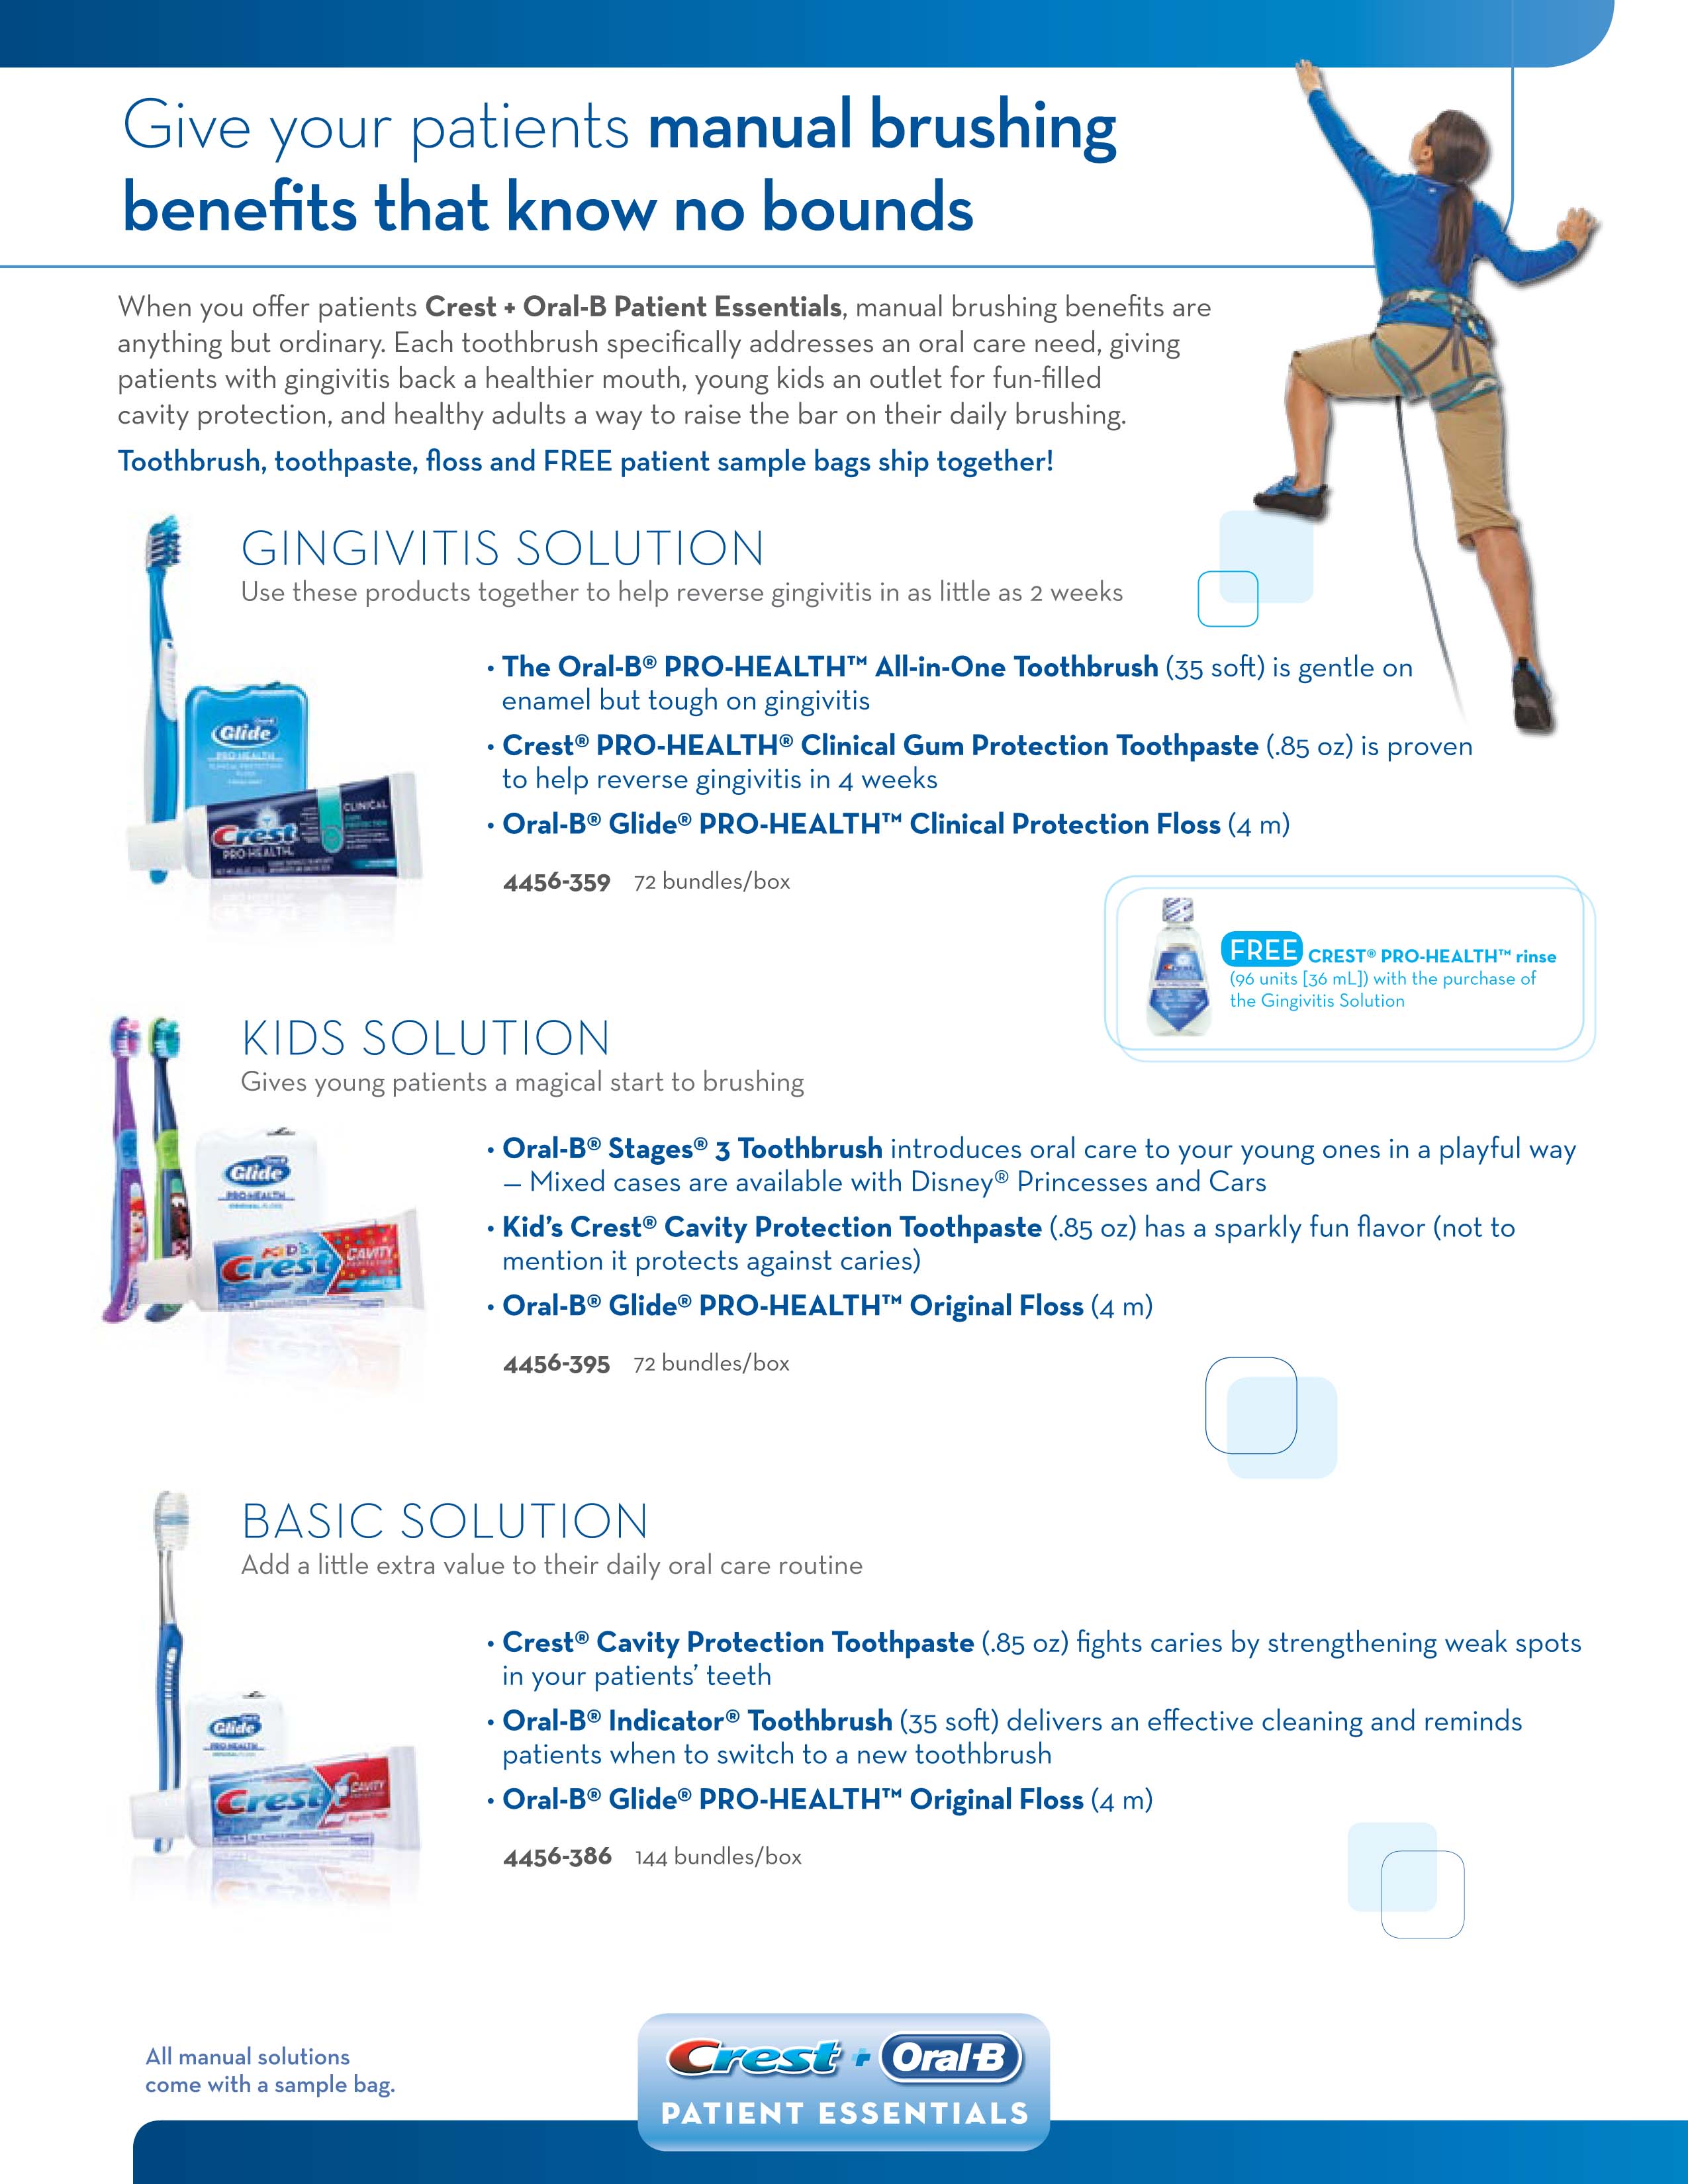 Give your patients manual brushing
benefits that know no bounds
When you offer patients Crest + Oral-B Patient Essentials, manual brushing benefits are
anything but ordinary. Each toothbrush specifically addresses an oral care need, giving
patients with gingivitis back a healthier mouth, young kids an outlet for fun-filled
cavity protection, and healthy adults a way to raise the bar on their daily brushing.
Toothbrush, toothpaste, floss and FREE patient sample bags ship together!
GINGIVITIS SOLUTION
Use these products together to help reverse gingivitis in as little as 2 weeks
• The Oral-B® PRO-HEALTH™ All-in-One Toothbrush (35 soft) is gentle on
enamel but tough on gingivitis
• Crest® PRO-HEALTH® Clinical Gum Protection Toothpaste (.85 oz) is proven
to help reverse gingivitis in 4 weeks
• Oral-B® Glide® PRO-HEALTH™ Clinical Protection Floss (4 m)
4456-359 72 bundles/box
Glide
PRO-HEALTH
Crest
PRO-HEALTH
CLINICAL
FREE CREST® PRO-HEALTH™ rinse
(96 units [36 mL]) with the purchase of
the Gingivitis Solution
KIDS SOLUTION
Gives young patients a magical start to brushing
• Oral-B® Stages® 3 Toothbrush introduces oral care to your young ones in a playful way
– Mixed cases are available with Disney® Princesses and Cars
• Kid's Crest® Cavity Protection Toothpaste (.85 oz) has a sparkly fun flavor (not to
mention it protects against caries)
• Oral-B® Glide® PRO-HEALTH™ Original Floss (4 m)
4456-395 72 bundles/box
Glide
PRO-HEALTH
KID'S
Crest
CAVITY
BASIC SOLUTION
Add a little extra value to their daily oral care routine
• Crest® Cavity Protection Toothpaste (.85 oz) fights caries by strengthening weak spots
in your patients' teeth
• Oral-B® Indicator® Toothbrush (35 soft) delivers an effective cleaning and reminds
patients when to switch to a new toothbrush
• Oral-B® Glide® PRO-HEALTH™ Original Floss (4 m)
4456-386 144 bundles/box
Glide
PRO-HEALTH
Crest
CAVITY
All manual solutions
come with a sample bag.
Crest + Oral-B
PATIENT ESSENTIALS